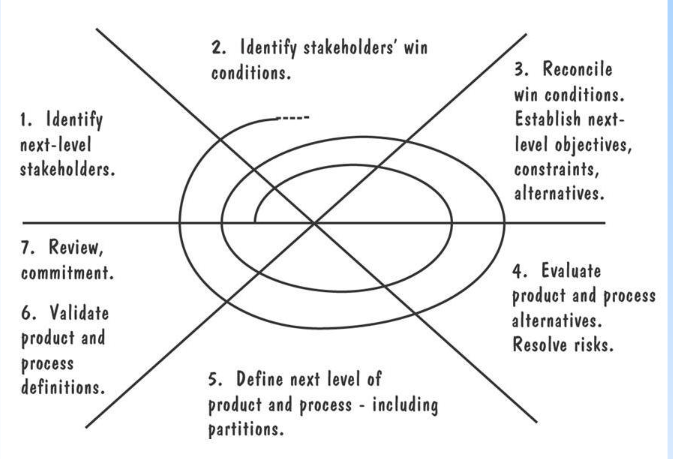 1. Identify
next-level
stakeholders.
2. Identify stakeholders' win
conditions.
3. Reconcile
win conditions.
Establish next-
level objectives,
constraints,
alternatives.
4. Evaluate
product and process
alternatives.
Resolve risks.
5. Define next level of
product and process - including
partitions.
6. Validate
product and
process
definitions.
7. Review,
commitment.